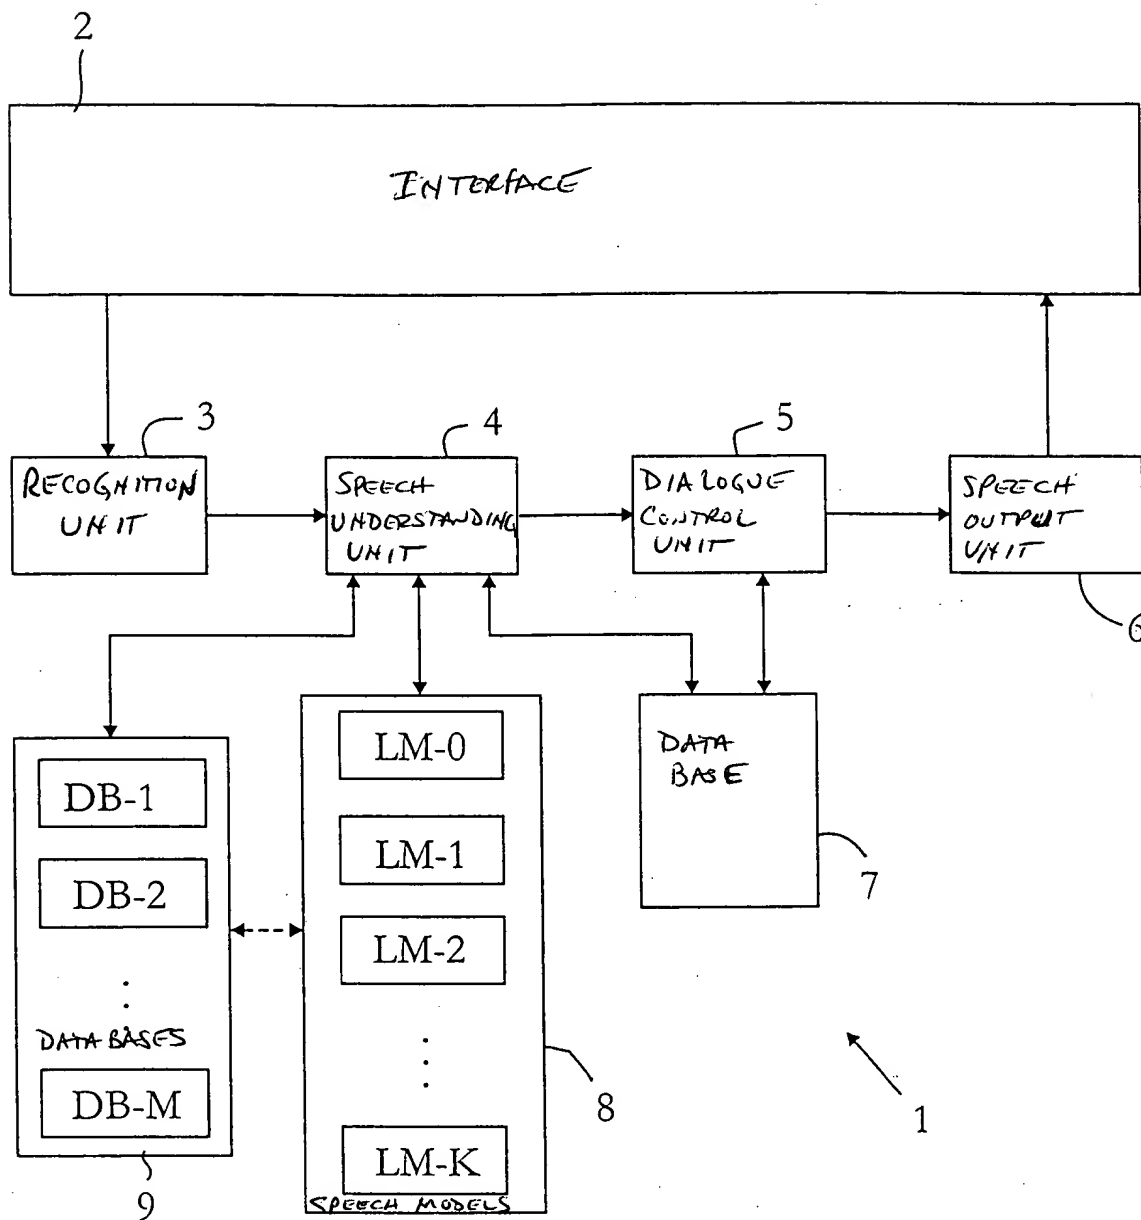 2
INTERFACE
3
4
5
RECOGNITION
UNIT
SPEECH
UNDERSTANDING
UNIT
DIALOGUE
CONTROL
UNIT
SPEECH
OUTPUT
UNIT
6
DB-1
DB-2
DATA BASES
DB-M
9
LM-0
LM-1
LM-2
LM-K
SPEECH MODELS
8
DATA
BASE
7
1